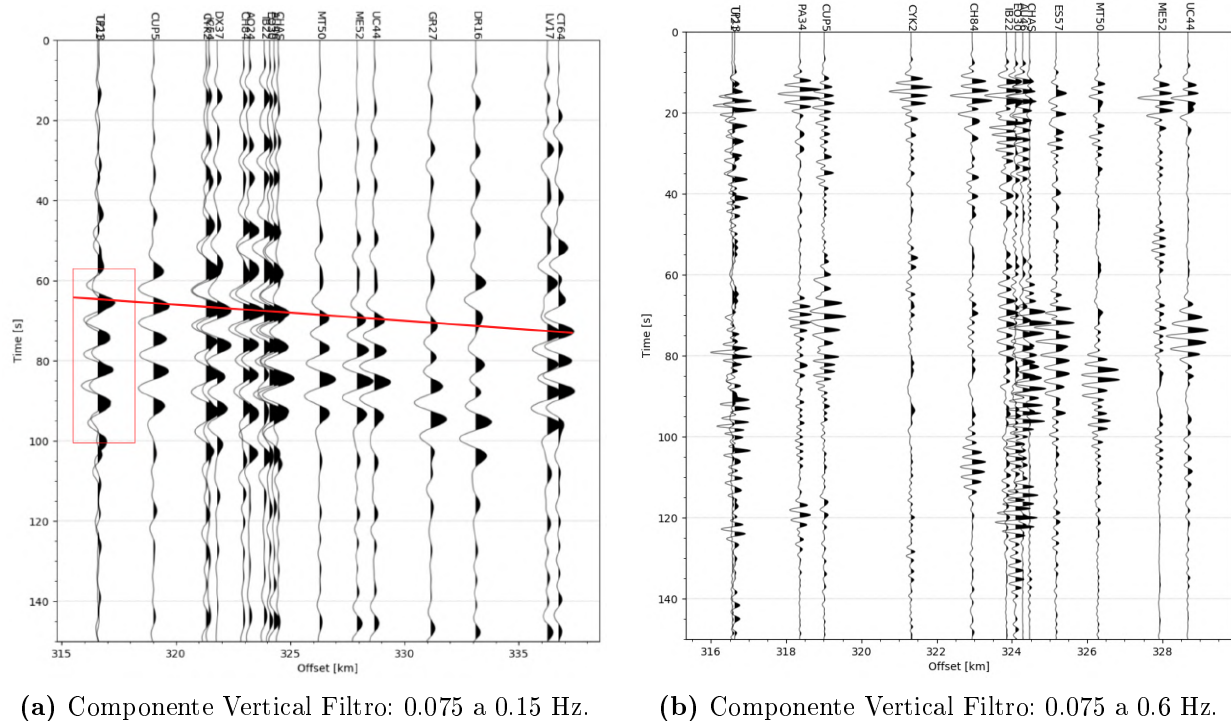 CUP5
DX37
MT50
ME52
UC44
GR27
DR16
LV17
CT64
0
20
40
60
80
100
120
140
Time [s]
315
320
325
330
335
Offset [km]
(a) Componente Vertical Filtro: 0.075 a 0.15 Hz.
PA34
CUP5
CYK2
CH84
IB22
CHA5
ES57
MT50
ME52
UC44
0
20
40
60
80
100
120
140
Time [s]
316
318
320
322
324
326
328
Offset [km]
(b) Componente Vertical Filtro: 0.075 a 0.6 Hz.